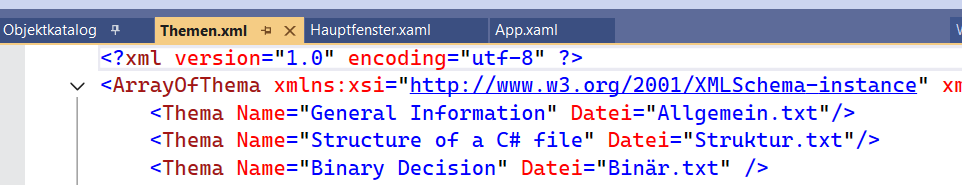 Objektkatalog Themen.xml Hauptfenster.xaml App.xaml
<?xml version="1.0" encoding="utf-8" ?>
<ArrayOfThema xmlns:xsi="http://www.w3.org/2001/XMLSchema-instance"
<Thema Name="General Information" Datei="Allgemein.txt"/>
<Thema Name="Structure of a C# file" Datei="Struktur.txt"/>
<Thema Name="Binary Decision" Datei="Binär.txt" />